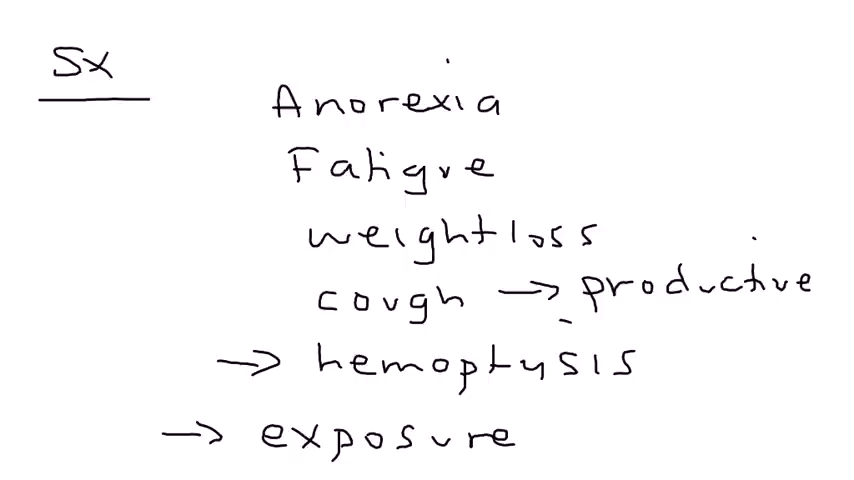 Sx
Anorexia
Fatigue
weightloss
cough → productive
→ hemoptysis
→ exposure